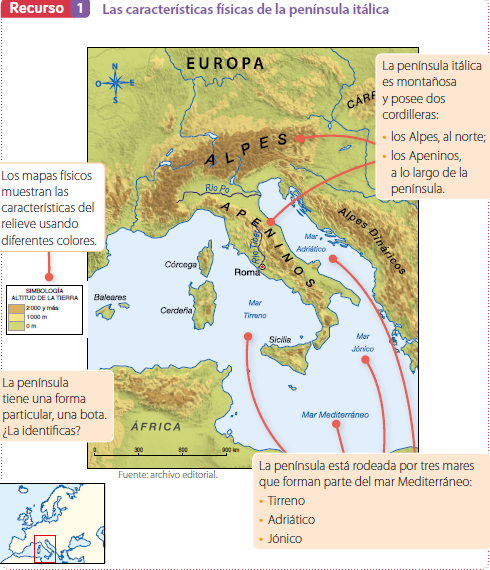 Recurso 1 Las características físicas de la península itálica
EUROPA
N
O
E
S
La península itálica
es montañosa
y posee dos
cordilleras:
• los Alpes, al norte;
• los Apeninos,
a lo largo de la
península.
CÁRP
ALPES
Los mapas físicos
muestran las
características del
relieve usando
diferentes colores.
Río Po
APENINOS
Alpes Dináricos
Mar
Adriático
Río Tíber
Córcega
Roma
SIMBOLOGÍA
ALTITUD DE LA TIERRA
2 000 y más
1 000 m
0 m
Baleares
Cerdeña
Mar
Tirreno
Sicilia
Mar
Jónico
La península
tiene una forma
particular, una bota.
¿La identificas?
ÁFRICA
Mar Mediterráneo
0 300 600 900 km
Fuente: archivo editorial.
La península está rodeada por tres mares
que forman parte del mar Mediterráneo:
• Tirreno
• Adriático
• Jónico